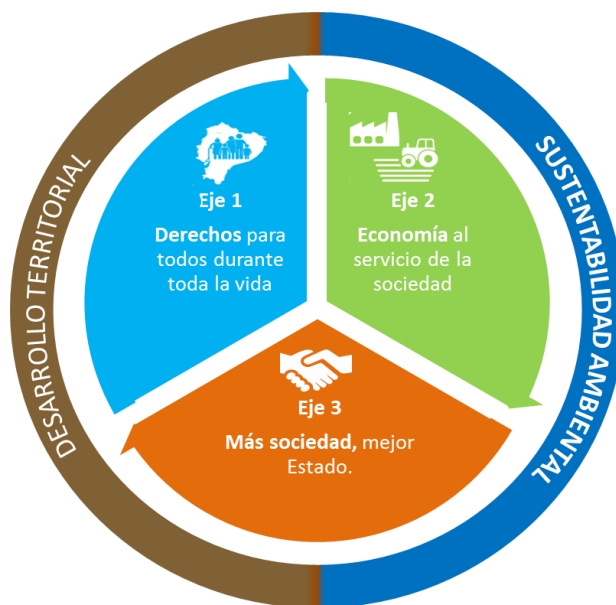 DESARROLLO TERRITORIAL
SUSTENTABILIDAD AMBIENTAL
Eje 1
Derechos para
todos durante
toda la vida
Eje 2
Economía al
servicio de la
sociedad
Eje 3
Más sociedad, mejor
Estado.